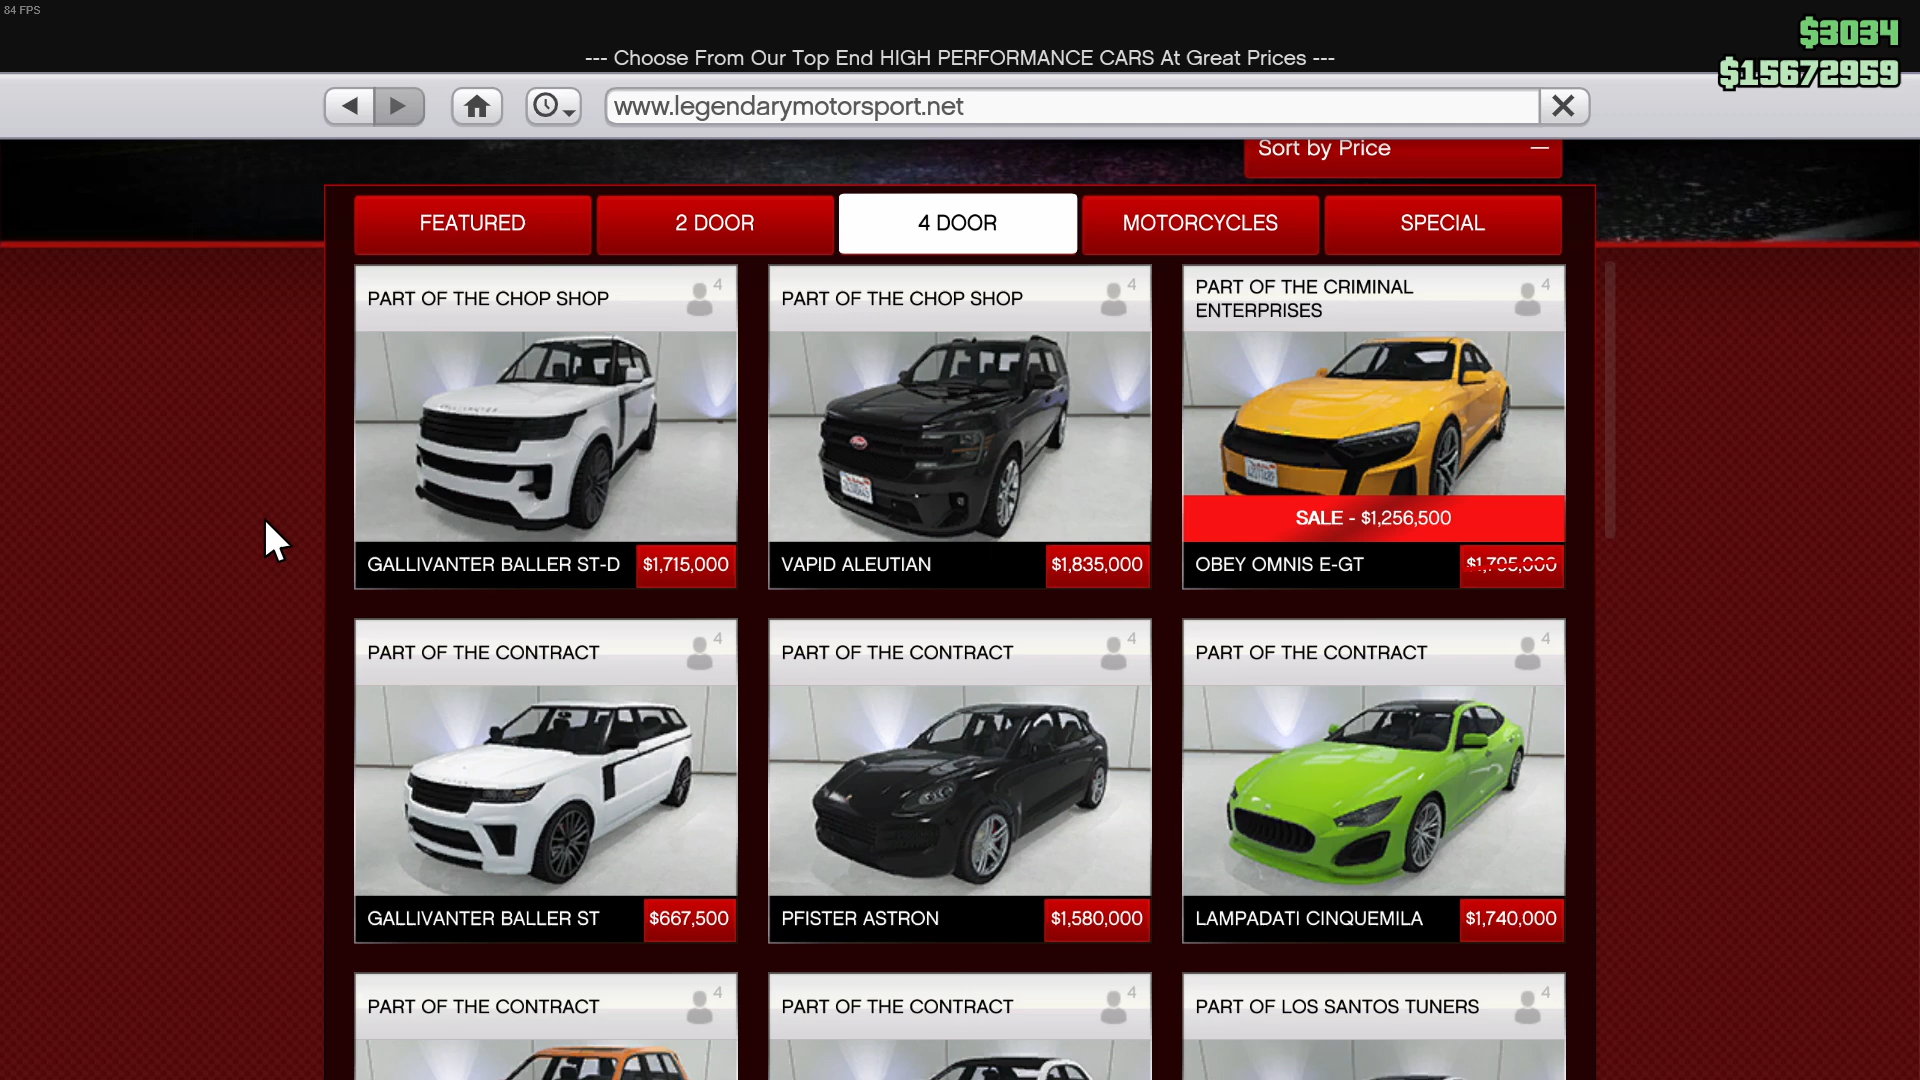 84 FPS
$3034
--- Choose From Our Top End HIGH PERFORMANCE CARS At Great Prices ---
$15672959
www.legendarymotorsport.net
Sort by Price
FEATURED
2 DOOR
4 DOOR
MOTORCYCLES
SPECIAL
PART OF THE CHOP SHOP
4
PART OF THE CHOP SHOP
4
PART OF THE CRIMINAL
ENTERPRISES
4
SALE - $1,256,500
GALLIVANTER BALLER ST-D
$1,715,000
VAPID ALEUTIAN
$1,835,000
OBEY OMNIS E-GT
$1,795,000
PART OF THE CONTRACT
4
PART OF THE CONTRACT
4
PART OF THE CONTRACT
4
GALLIVANTER BALLER ST
$667,500
PFISTER ASTRON
$1,580,000
LAMPADATI CINQUEMILA
$1,740,000
PART OF THE CONTRACT
4
PART OF THE CONTRACT
4
PART OF LOS SANTOS TUNERS
4